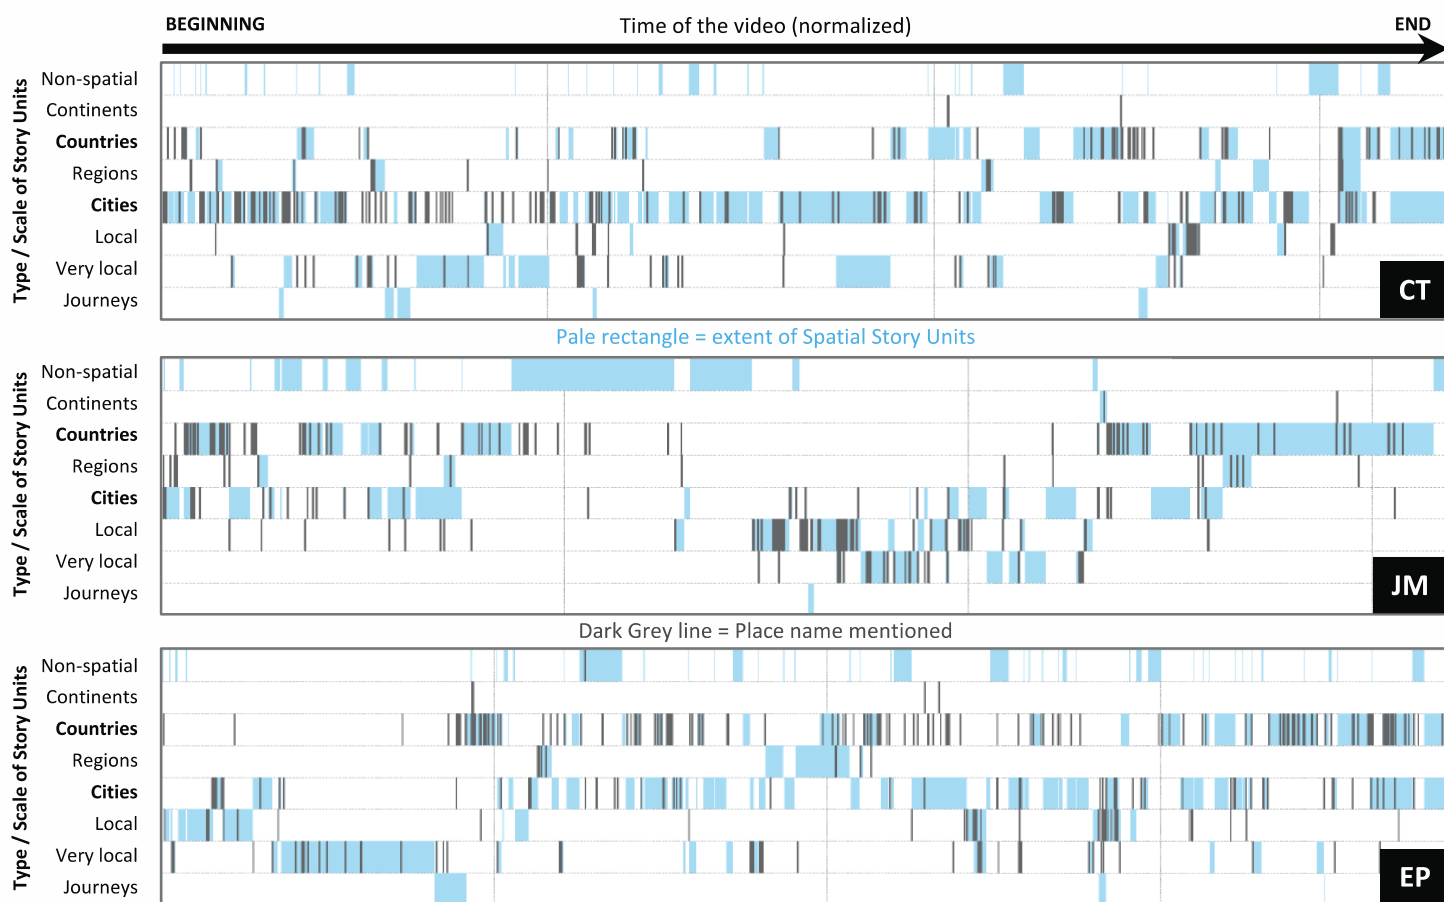 BEGINNING
Time of the video (normalized)
END
Type / Scale of Story Units
Non-spatial
Continents
Countries
Regions
Cities
Local
Very local
Journeys
CT
Pale rectangle = extent of Spatial Story Units
Type / Scale of Story Units
Non-spatial
Continents
Countries
Regions
Cities
Local
Very local
Journeys
JM
Dark Grey line = Place name mentioned
Type / Scale of Story Units
Non-spatial
Continents
Countries
Regions
Cities
Local
Very local
Journeys
EP